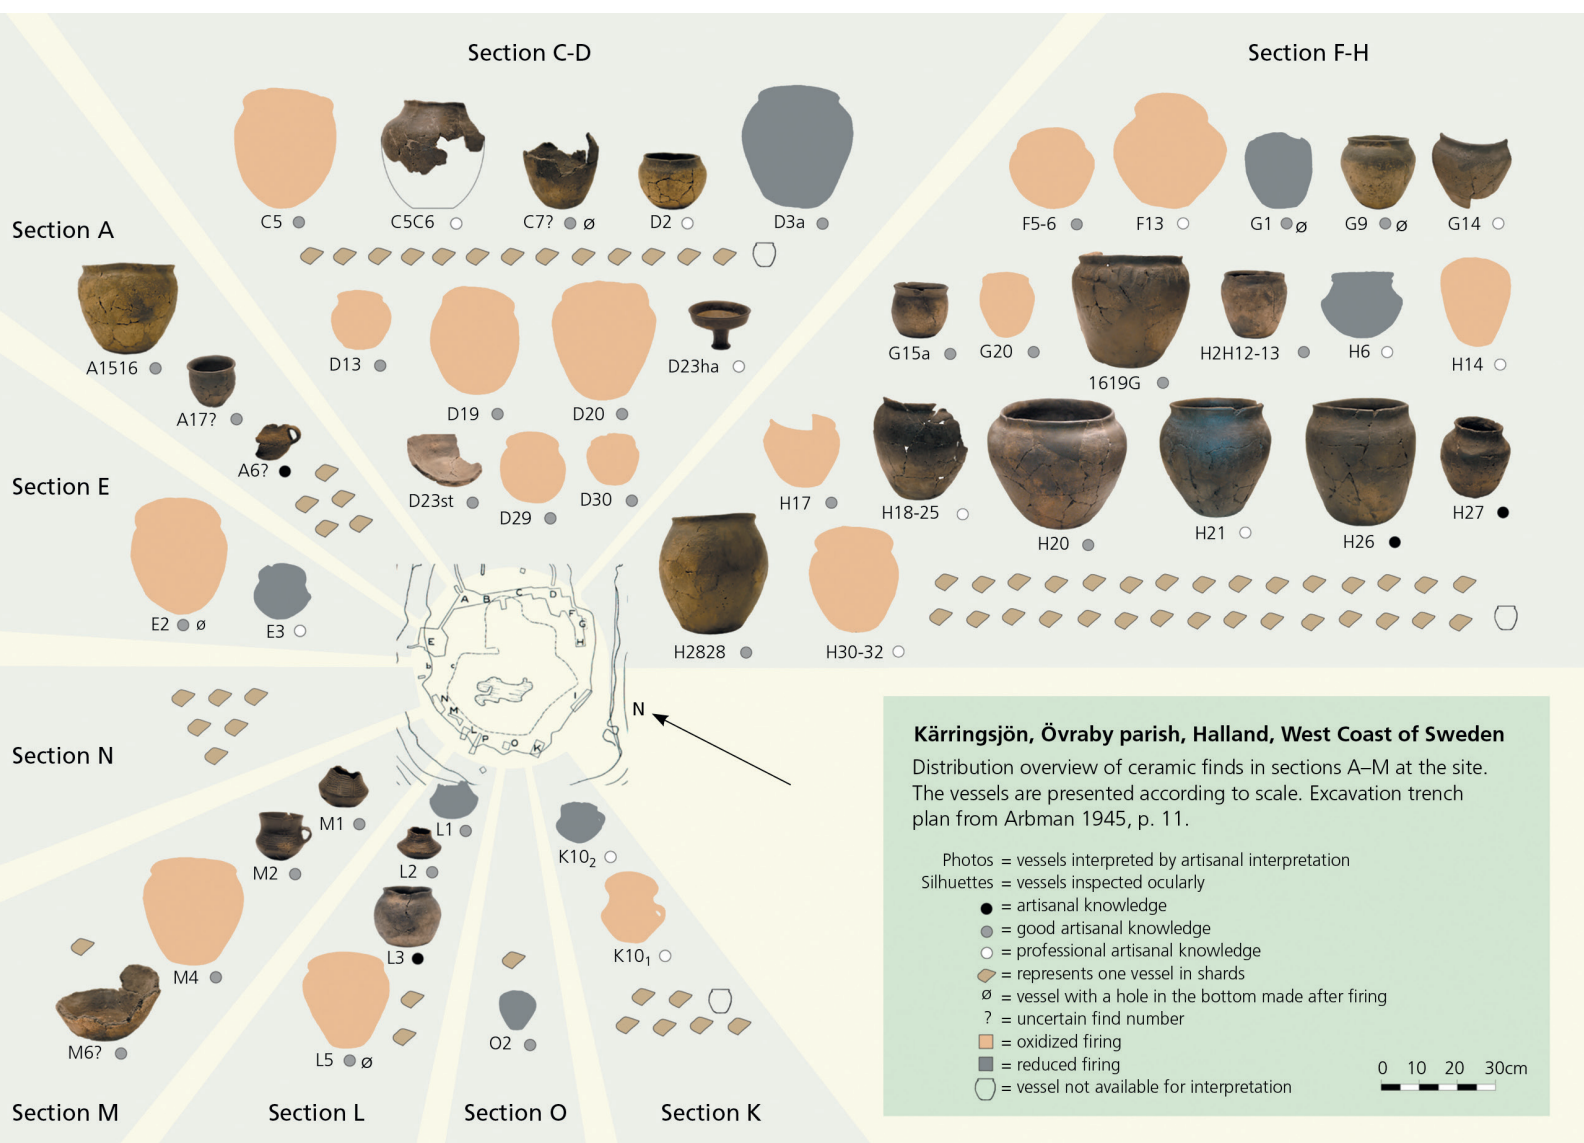 Section C-D
Section F-H
C5
C5C6
C7? ø
D2
D3a
F5-6
F13
G1 ø
G9 ø
G14
Section A
A1516
D13
D23ha
G15a
G20
1619G
H2H12-13
H6
H14
A17?
D19
D20
A6?
Section E
D23st
D29
D30
H17
H18-25
H20
H21
H26
H27
E2 ø
E3
H2828
H30-32
A
B
C
D
E
F
G
H
b
c
N
M
L
P
O
K
I
N
Section N
Kärringsjön, Övraby parish, Halland, West Coast of Sweden
Distribution overview of ceramic finds in sections A–M at the site.
The vessels are presented according to scale. Excavation trench
plan from Arbman 1945, p. 11.
Photos = vessels interpreted by artisanal interpretation
Silhuettes = vessels inspected ocularly
= artisanal knowledge
= good artisanal knowledge
= professional artisanal knowledge
= represents one vessel in shards
ø = vessel with a hole in the bottom made after firing
? = uncertain find number
= oxidized firing
= reduced firing
= vessel not available for interpretation
0 10 20 30cm
M1
M2
M4
M6?
L1
L2
L3
L5 ø
O2
K10₂
K10₁
Section M
Section L
Section O
Section K